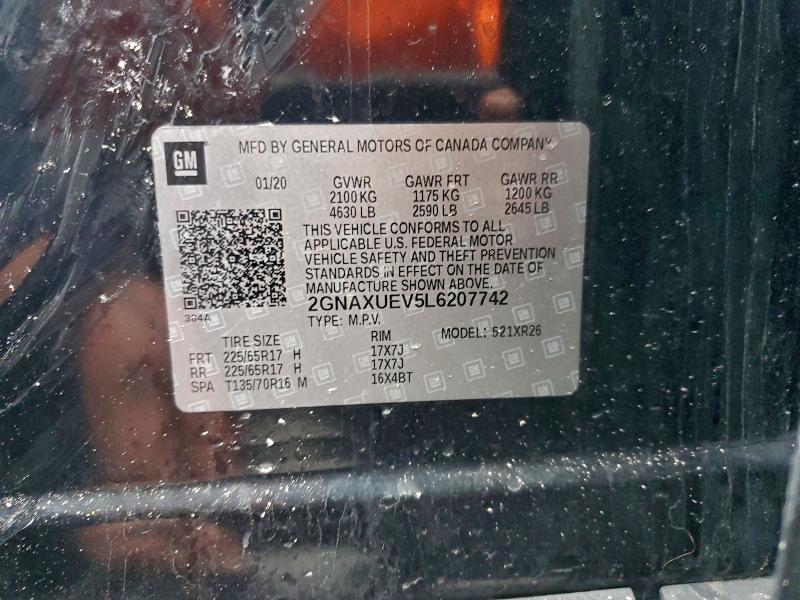 GM
MFD BY GENERAL MOTORS OF CANADA COMPANY
01/20 GVWR GAWR FRT GAWR RR
2100 KG 1175 KG 1200 KG
4630 LB 2590 LB 2645 LB
THIS VEHICLE CONFORMS TO ALL
APPLICABLE U.S. FEDERAL MOTOR
VEHICLE SAFETY AND THEFT PREVENTION
STANDARDS IN EFFECT ON THE DATE OF
MANUFACTURE SHOWN ABOVE.
2GNAXUEV5L6207742
384A
TYPE: M.P.V. MODEL: 521XR26
TIRE SIZE RIM
FRT 225/65R17 H 17X7J
RR 225/65R17 H 17X7J
SPA T135/70R16 M 16X4BT